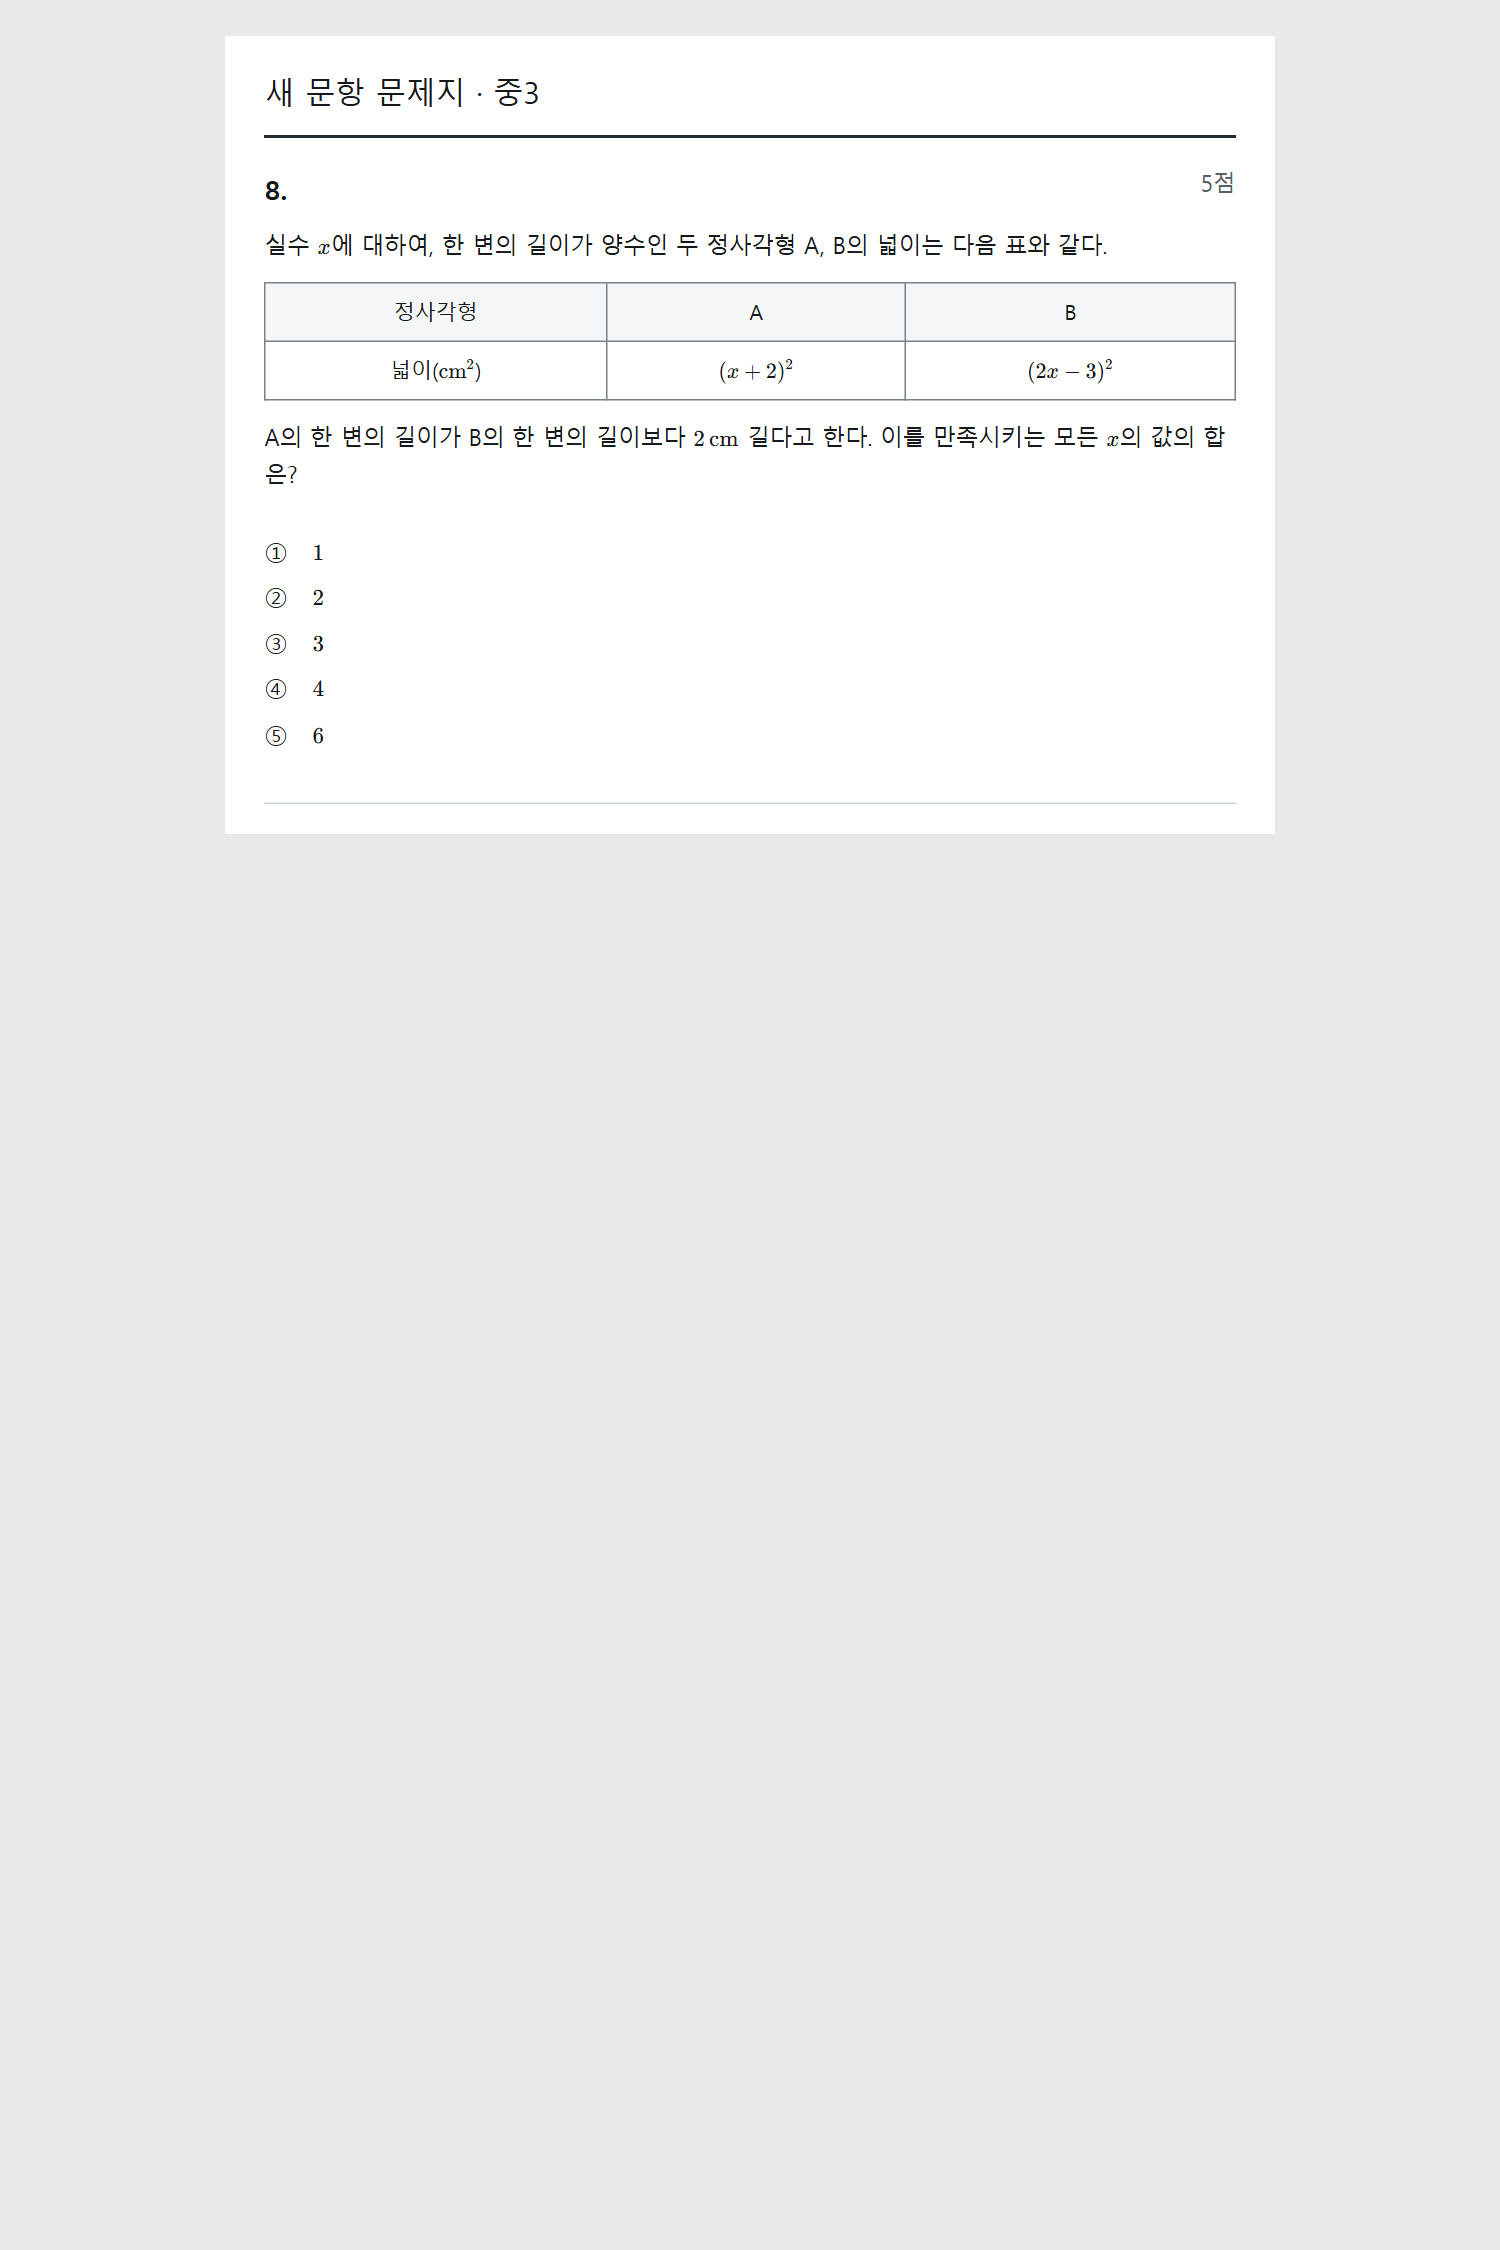 새 문항 문제지 · 중3
8.
5점
실수 x에 대하여, 한 변의 길이가 양수인 두 정사각형 A, B의 넓이는 다음 표와 같다.
정사각형 A B
넓이(cm²) (x + 2)² (2x − 3)²
A의 한 변의 길이가 B의 한 변의 길이보다 2 cm 길다고 한다. 이를 만족시키는 모든 x의 값의 합
은?
① 1
② 2
③ 3
④ 4
⑤ 6